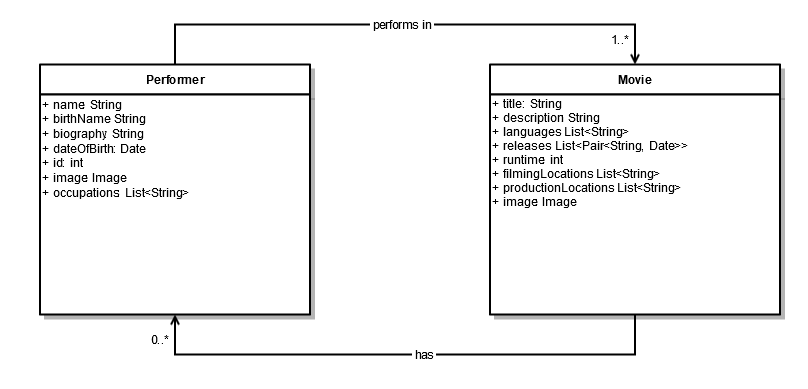 performs in
1..*
Performer
+ name String
+ birthName String
+ biography: String
+ dateOfBirth: Date
+ id: int
+ image Image
+ occupations List<String>
Movie
+ title: String
+ description String
+ languages List<String>
+ releases List<Pair<String, Date>>
+ runtime int
+ filmingLocations List<String>
+ productionLocations List<String>
+ image Image
0..*
has